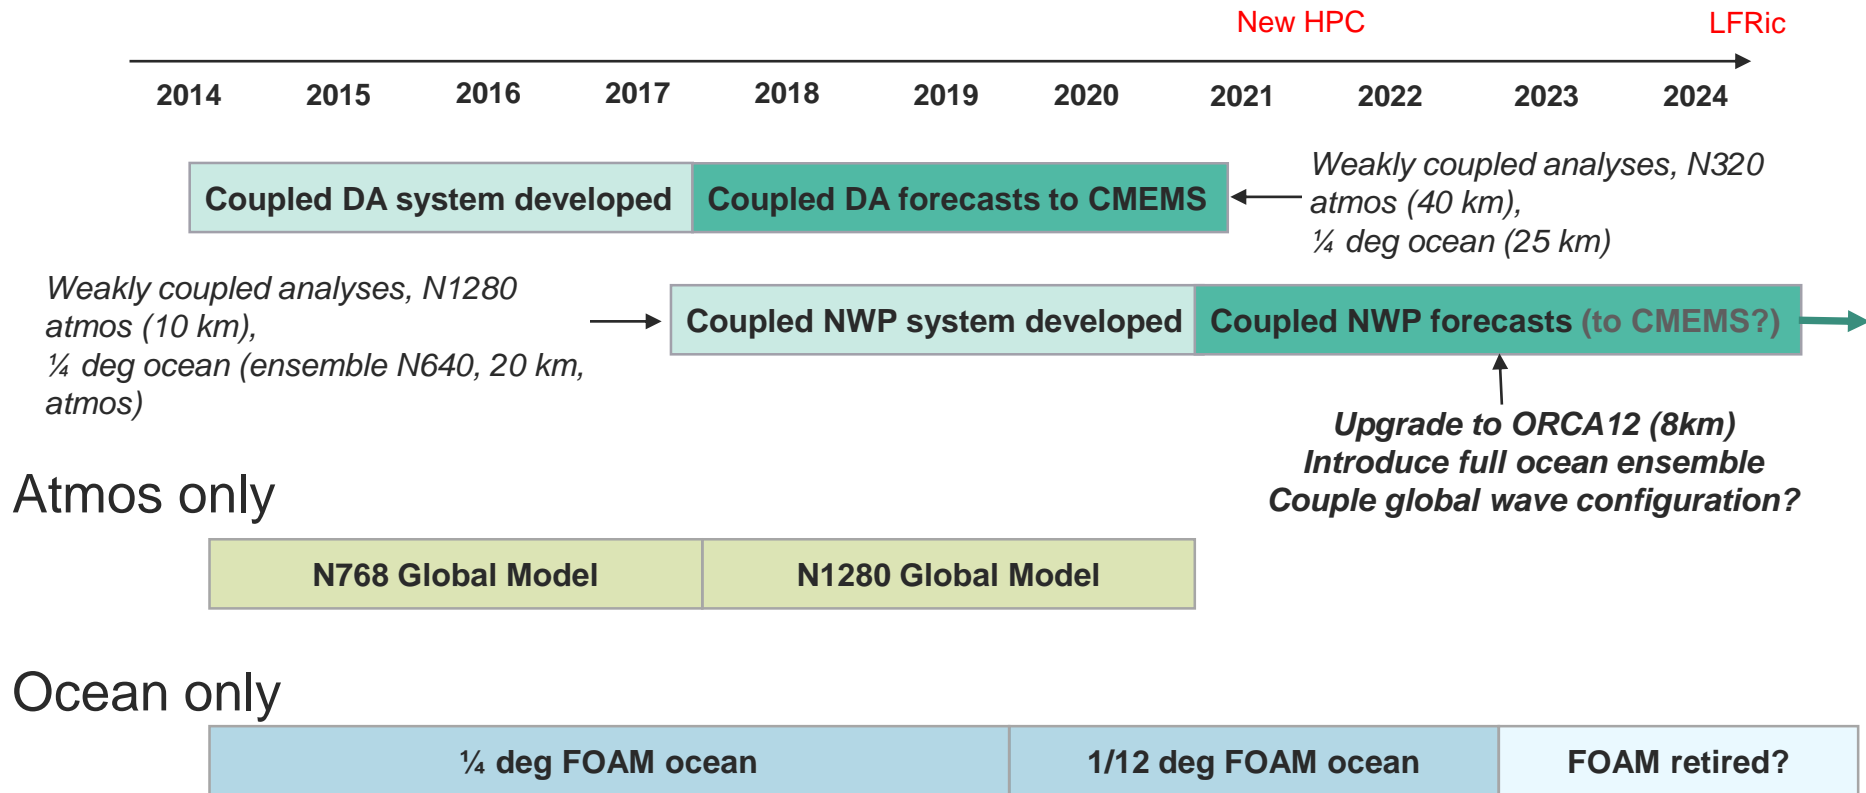 New HPC
LFRic
2014 2015 2016 2017 2018 2019 2020 2021 2022 2023 2024
Coupled DA system developed
Coupled DA forecasts to CMEMS
Weakly coupled analyses, N320
atmos (40 km),
¼ deg ocean (25 km)
Weakly coupled analyses, N1280
atmos (10 km),
¼ deg ocean (ensemble N640, 20 km,
atmos)
Coupled NWP system developed
Coupled NWP forecasts (to CMEMS?)
Upgrade to ORCA12 (8km)
Introduce full ocean ensemble
Couple global wave configuration?
Atmos only
N768 Global Model
N1280 Global Model
Ocean only
¼ deg FOAM ocean
1/12 deg FOAM ocean
FOAM retired?